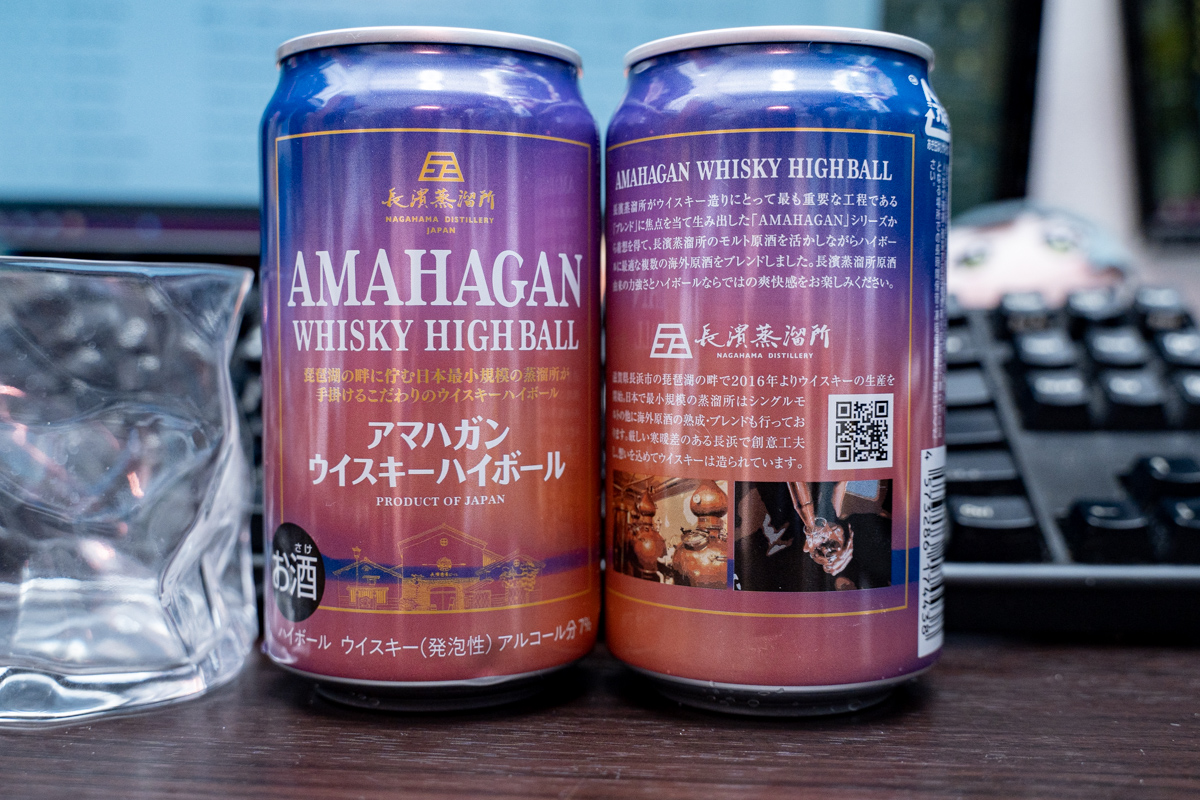 長濱蒸溜所
NAGAHAMA DISTILLERY
JAPAN
AMAHAGAN
WHISKY HIGHBALL
琵琶湖の畔に佇む日本最小規模の蒸溜所が
手掛けるこだわりのウイスキーハイボール
アマハガン
ウイスキーハイボール
PRODUCT OF JAPAN
さけ
お酒
ハイボール ウイスキー(発泡性) アルコール分 7%
AMAHAGAN WHISKY HIGHBALL
長濱蒸溜所がウイスキー造りにとって最も重要な工程である
「ブレンド」に焦点を当て生み出した「AMAHAGAN」シリーズか
ら着想を得て、長濱蒸溜所のモルト原酒を活かしながらハイボー
ルに最適な複数の海外原酒をブレンドしました。長濱蒸溜所原酒
由来の力強さとハイボールならではの爽快感をお楽しみください。
長濱蒸溜所
NAGAHAMA DISTILLERY
滋賀県長浜市の琵琶湖の畔で2016年よりウイスキーの生産を
開始。日本で最小規模の蒸溜所はシングルモ
ルトの他に海外原酒の熟成・ブレンドも行ってお
ります。厳しい寒暖差のある長浜で創意工夫
し、想いを込めてウイスキーは造られています。